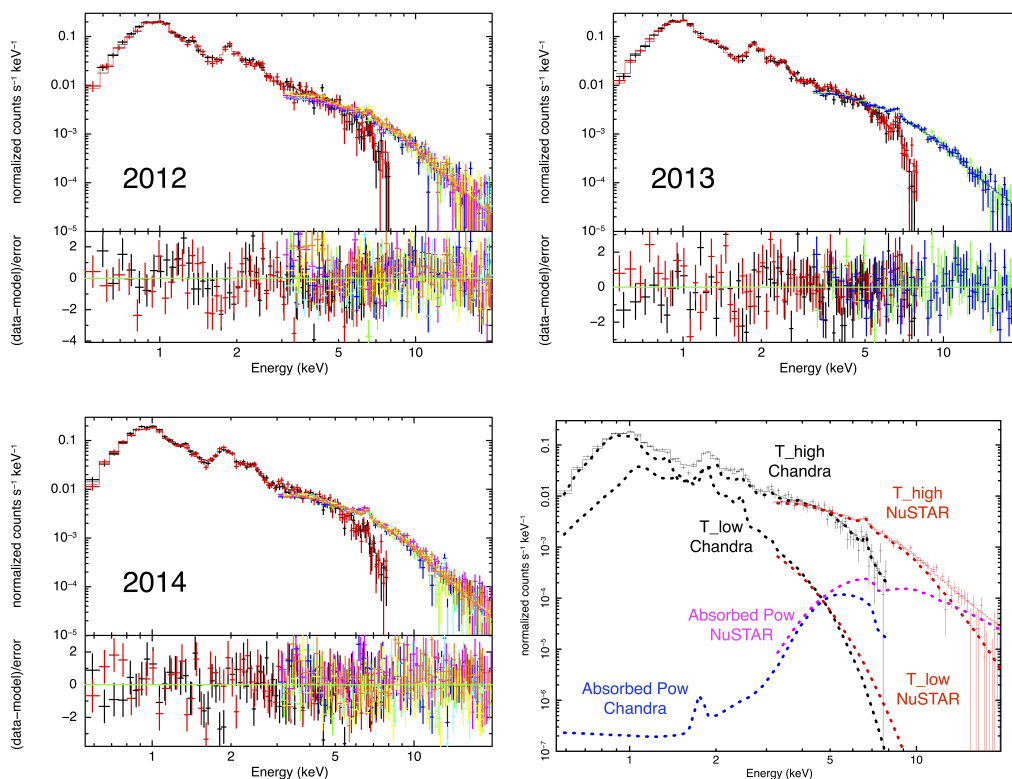 normalized counts s⁻¹ keV⁻¹
0.1
0.01
10⁻³
10⁻⁴
10⁻⁵
2012
(data−model)/error
2
0
−2
−4
1
2
5
10
Energy (keV)
normalized counts s⁻¹ keV⁻¹
0.1
0.01
10⁻³
10⁻⁴
10⁻⁵
2013
(data−model)/error
2
0
−2
1
2
5
10
Energy (keV)
normalized counts s⁻¹ keV⁻¹
0.1
0.01
10⁻³
10⁻⁴
10⁻⁵
2014
(data−model)/error
2
0
−2
1
2
5
10
Energy (keV)
normalized counts s⁻¹ keV⁻¹
0.1
0.01
10⁻³
10⁻⁴
10⁻⁵
10⁻⁶
10⁻⁷
T_high
Chandra
T_high
NuSTAR
T_low
Chandra
Absorbed Pow
NuSTAR
Absorbed Pow
Chandra
T_low
NuSTAR
1
2
5
10
Energy (keV)